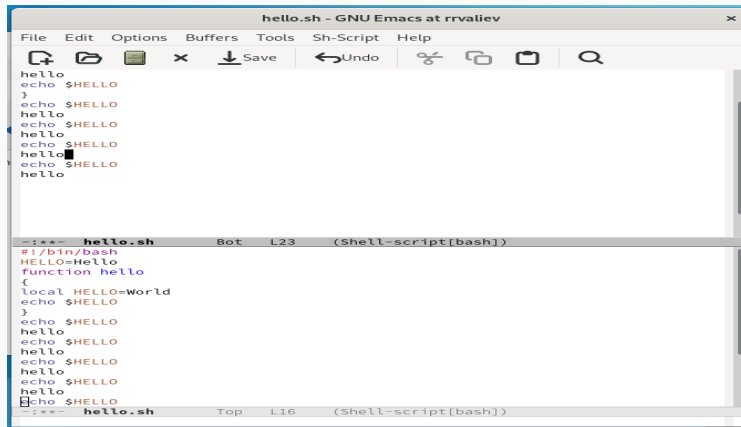 hello.sh - GNU Emacs at rrvaliev
File Edit Options Buffers Tools Sh-Script Help
Save Undo
hello
echo $HELLO
}
echo $HELLO
hello
echo $HELLO
hello
echo $HELLO
hello
echo $HELLO
hello
-:**- hello.sh Bot L23 (Shell-script[bash])
#!/bin/bash
HELLO=Hello
function hello
{
local HELLO=World
echo $HELLO
}
echo $HELLO
hello
echo $HELLO
hello
echo $HELLO
hello
echo $HELLO
hello
echo $HELLO
-:**- hello.sh Top L16 (Shell-script[bash])